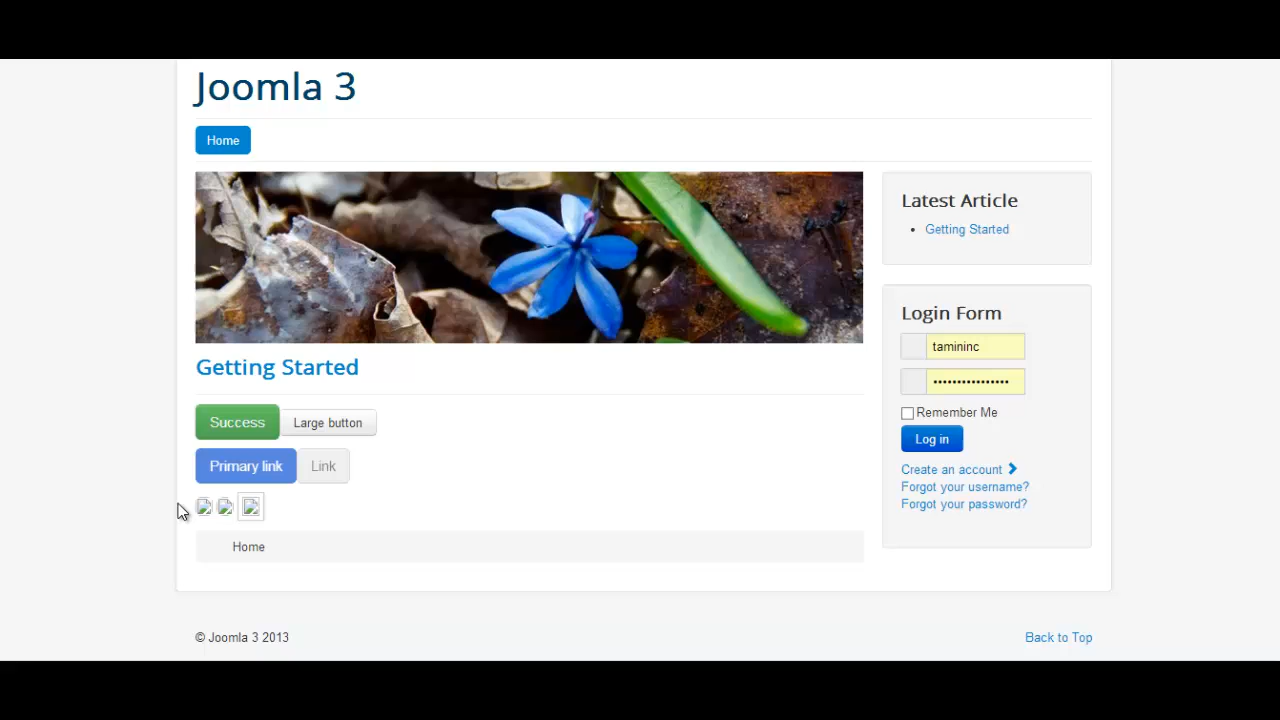 Joomla 3
Home
Getting Started
Success
Large button
Primary link
Link
Home
Latest Article
Getting Started
Login Form
tamininc
••••••••••••••••
Remember Me
Log in
Create an account
Forgot your username?
Forgot your password?
© Joomla 3 2013
Back to Top